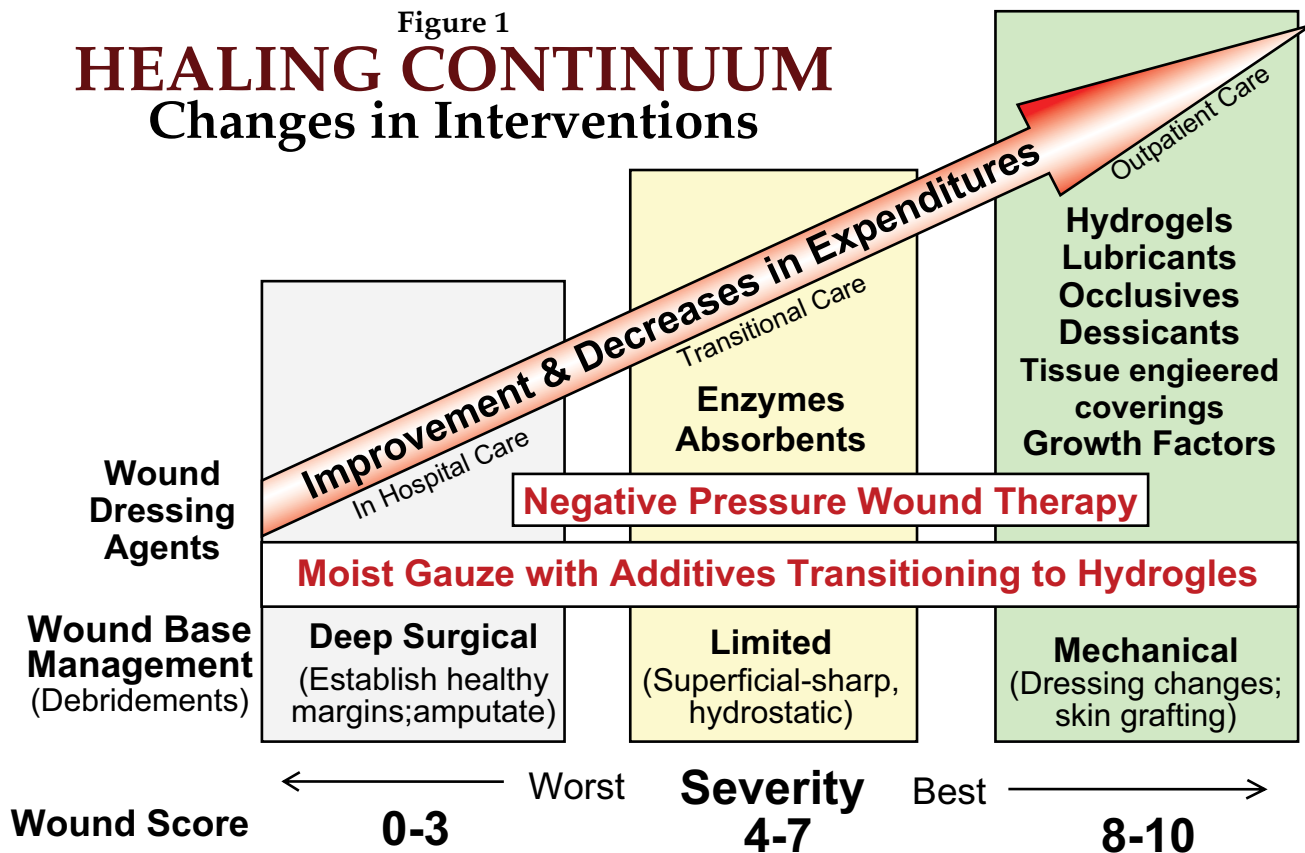 Figure 1
HEALING CONTINUUM
Changes in Interventions
Improvement & Decreases in Expenditures
In Hospital Care
Transitional Care
Outpatient Care
Hydrogels
Lubricants
Occlusives
Dessicants
Tissue engieered
coverings
Growth Factors
Enzymes
Absorbents
Wound
Dressing
Agents
Negative Pressure Wound Therapy
Moist Gauze with Additives Transitioning to Hydrogles
Wound Base
Management
(Debridements)
Deep Surgical
(Establish healthy
margins;amputate)
Limited
(Superficial-sharp,
hydrostatic)
Mechanical
(Dressing changes;
skin grafting)
Worst Severity Best
Wound Score 0-3 4-7 8-10